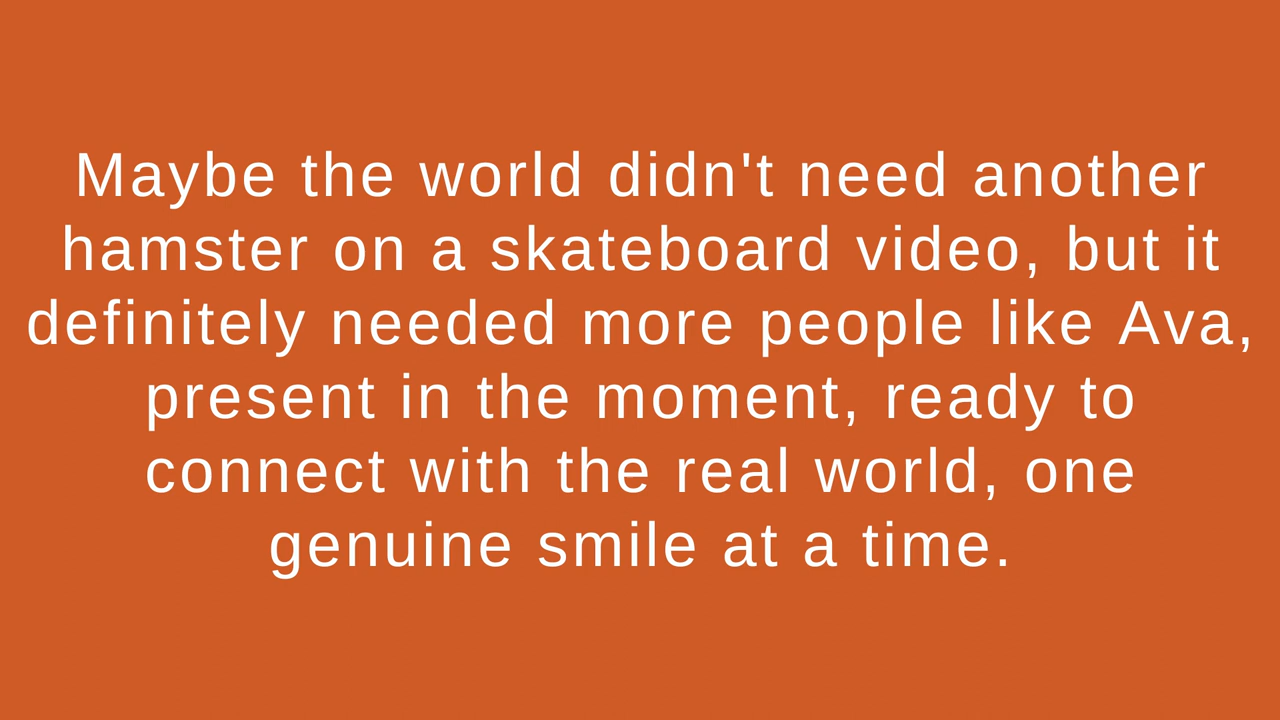 Maybe the world didn't need another
hamster on a skateboard video, but it
definitely needed more people like Ava,
present in the moment, ready to
connect with the real world, one
genuine smile at a time.